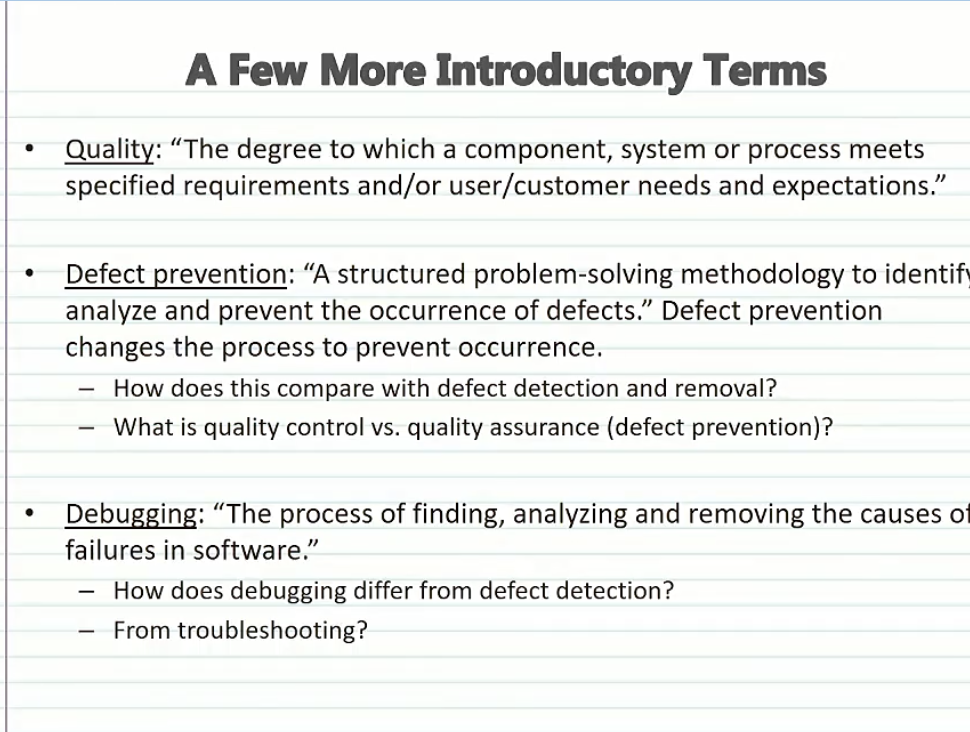 A Few More Introductory Terms
• Quality: “The degree to which a component, system or process meets
specified requirements and/or user/customer needs and expectations.”
• Defect prevention: “A structured problem-solving methodology to identify
analyze and prevent the occurrence of defects.” Defect prevention
changes the process to prevent occurrence.
– How does this compare with defect detection and removal?
– What is quality control vs. quality assurance (defect prevention)?
• Debugging: “The process of finding, analyzing and removing the causes of
failures in software.”
– How does debugging differ from defect detection?
– From troubleshooting?